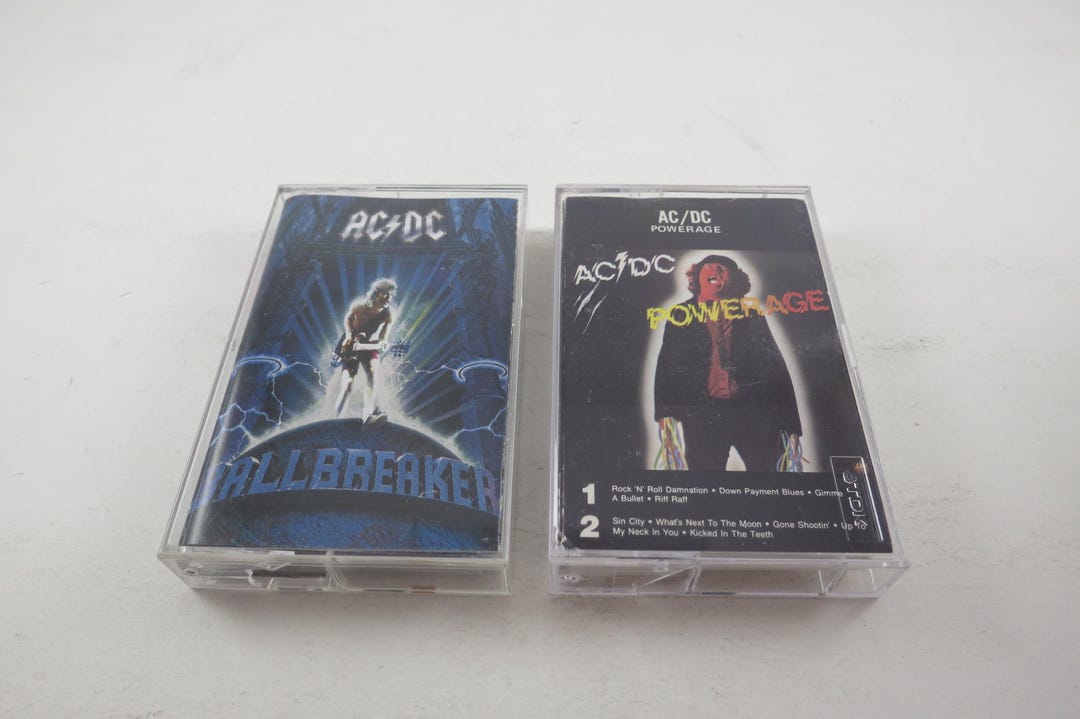 AC⚡DC
BALLBREAKER
AC/DC
POWERAGE
AC⚡DC
POWERAGE
1 Rock 'N' Roll Damnation • Down Payment Blues • Gimme
A Bullet • Riff Raff
2 Sin City • What's Next To The Moon • Gone Shootin' • Up
My Neck In You • Kicked In The Teeth